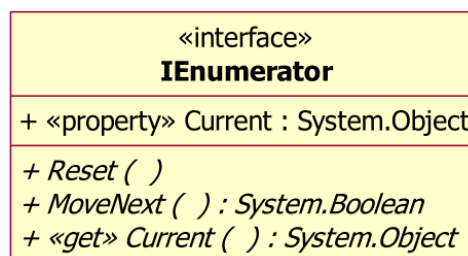 «interface»
IEnumerator
+ «property» Current : System.Object
+ Reset ( )
+ MoveNext ( ) : System.Boolean
+ «get» Current ( ) : System.Object